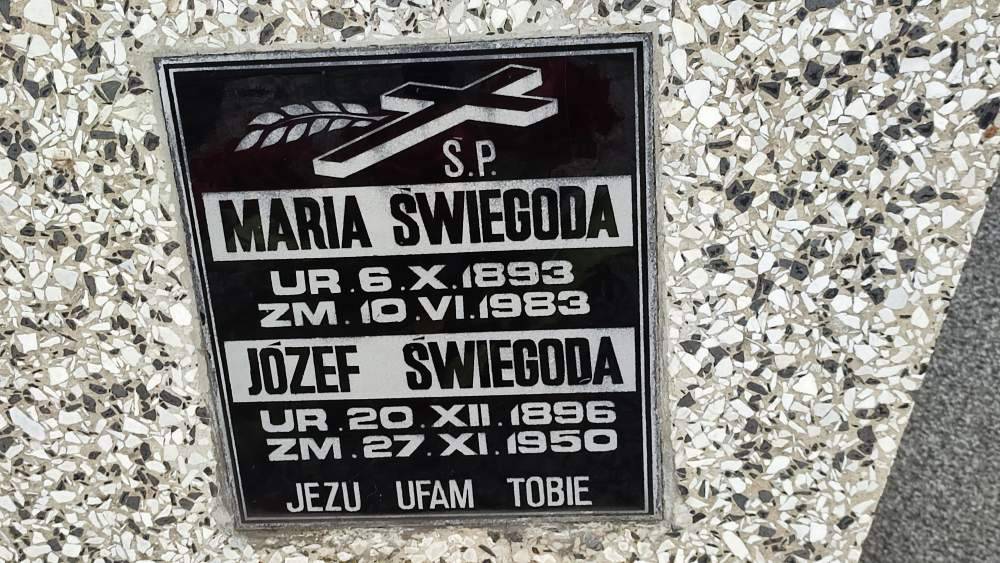 Ś.P.
MARIA ŚWIEGODA
UR.6.X.1893
ZM.10.VI.1983
JÓZEF ŚWIEGODA
UR.20.XII.1896
ZM.27.XI.1950
JEZU UFAM TOBIE